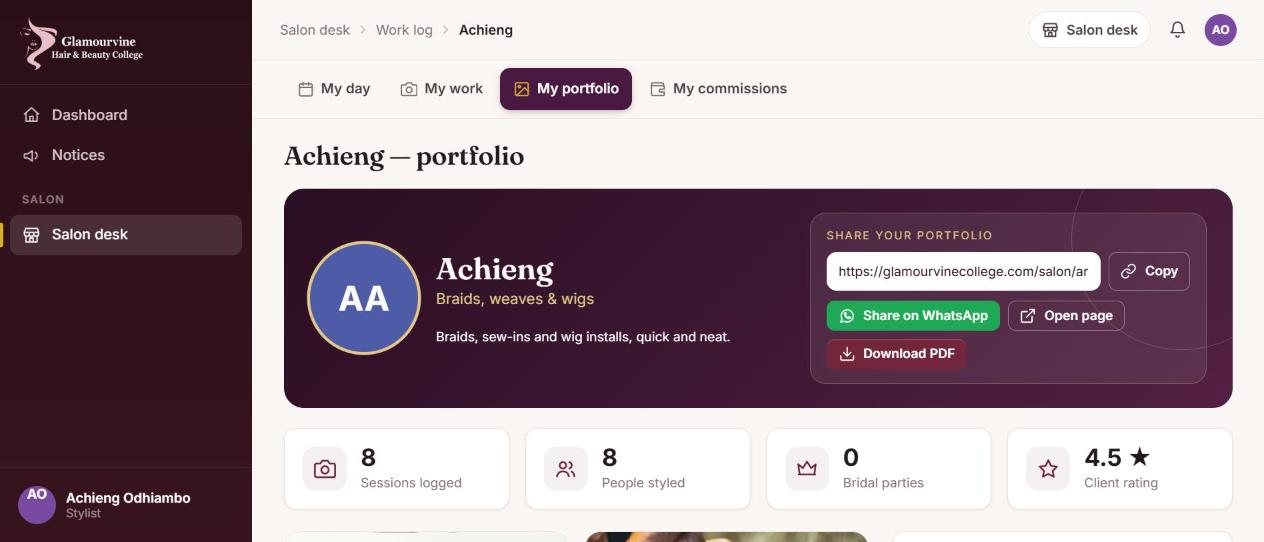 Glamourvine
Hair & Beauty College
Dashboard
Notices
SALON
Salon desk
AO
Achieng Odhiambo
Stylist
Salon desk > Work log > Achieng
Salon desk
AO
My day
My work
My portfolio
My commissions
Achieng — portfolio
AA
Achieng
Braids, weaves & wigs
Braids, sew-ins and wig installs, quick and neat.
SHARE YOUR PORTFOLIO
https://glamourvinecollege.com/salon/ar
Copy
Share on WhatsApp
Open page
Download PDF
8
Sessions logged
8
People styled
0
Bridal parties
4.5 ★
Client rating